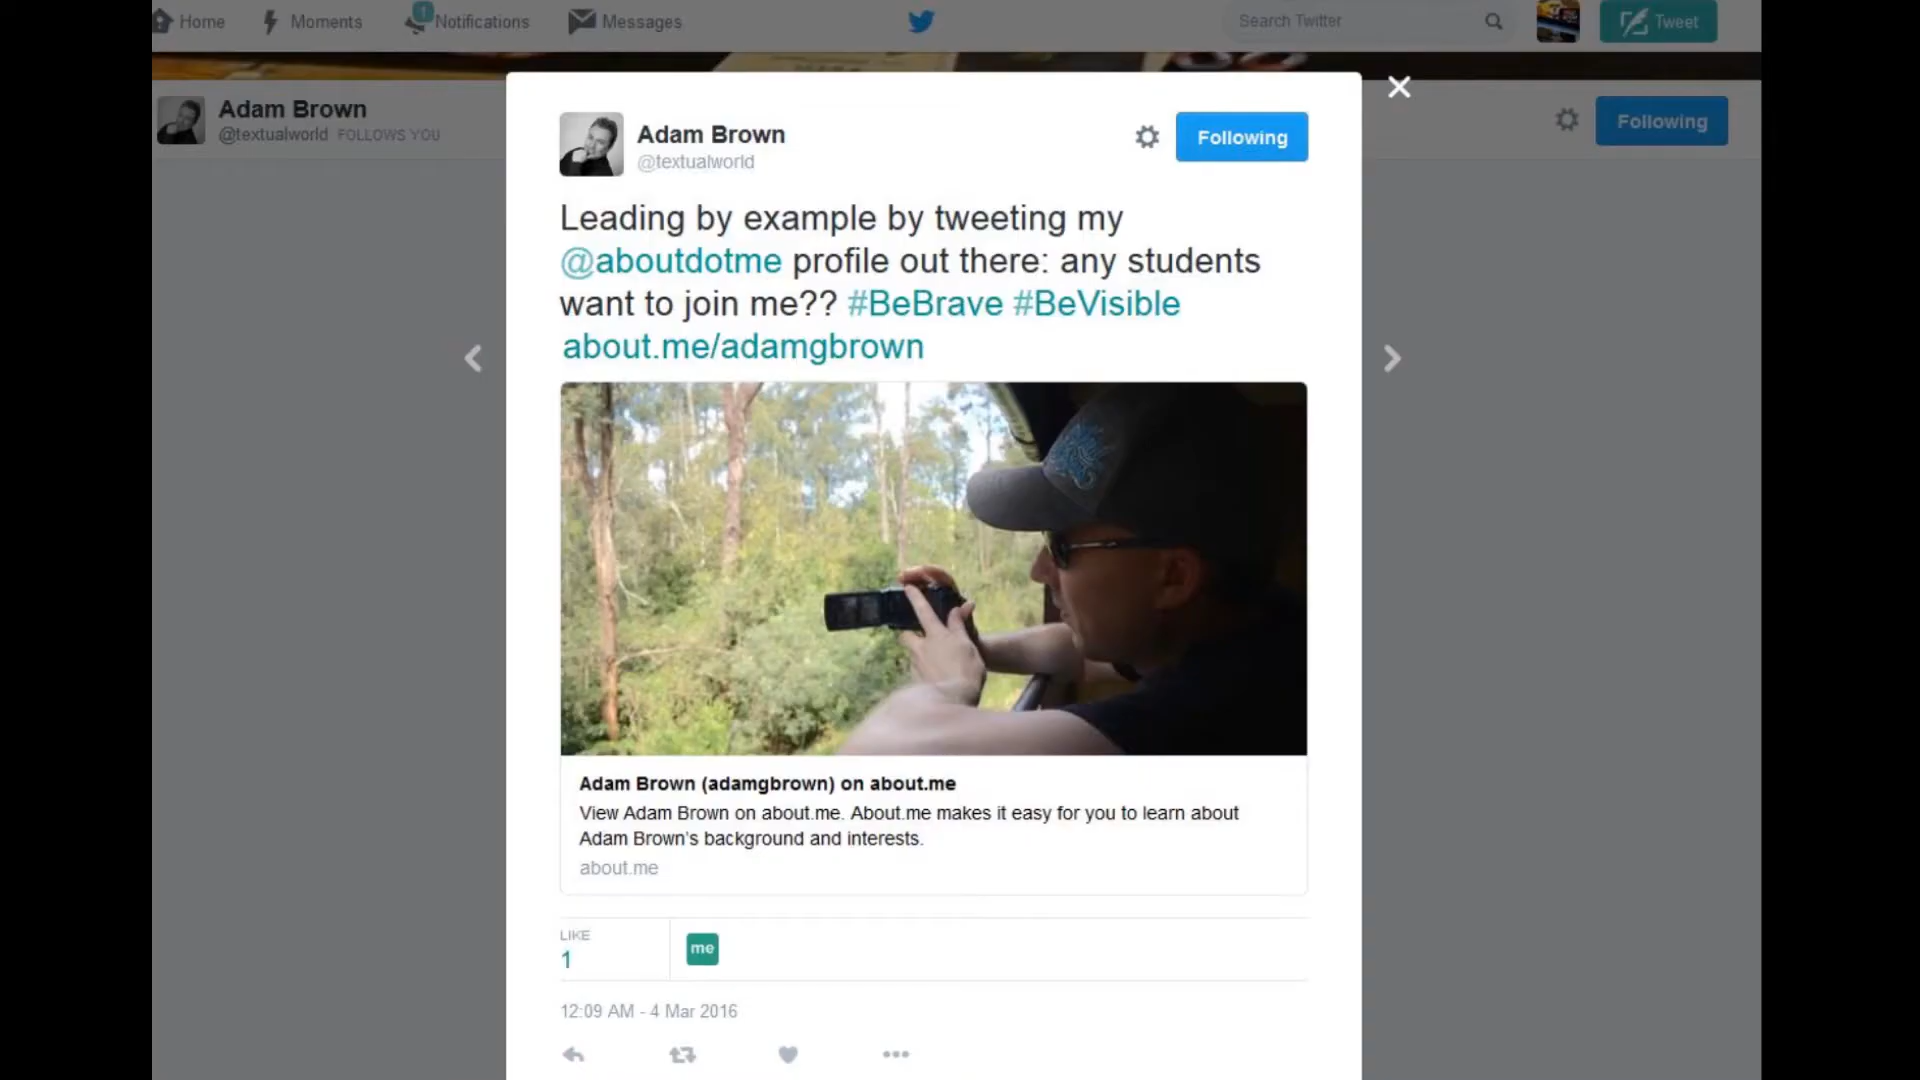 Home
Moments
1
Notifications
Messages
Search Twitter
Tweet
Adam Brown
@textualworld FOLLOWS YOU
Following
Adam Brown
@textualworld
Following
Leading by example by tweeting my
@aboutdotme profile out there: any students
want to join me?? #BeBrave #BeVisible
about.me/adamgbrown
Adam Brown (adamgbrown) on about.me
View Adam Brown on about.me. About.me makes it easy for you to learn about
Adam Brown's background and interests.
about.me
LIKE
1
me
12:09 AM - 4 Mar 2016